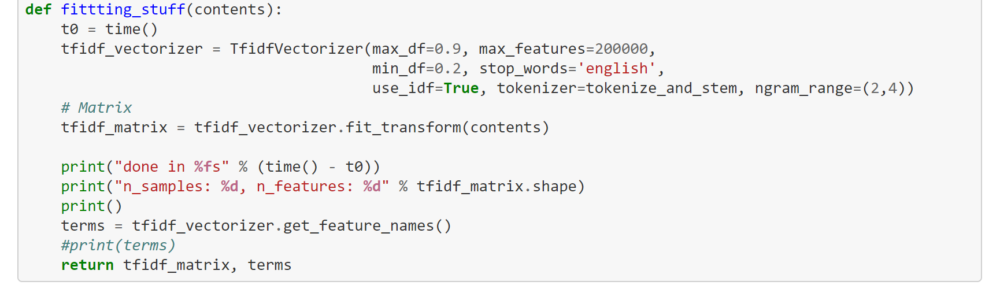 def fittting_stuff(contents):
    t0 = time()
    tfidf_vectorizer = TfidfVectorizer(max_df=0.9, max_features=200000,
                                       min_df=0.2, stop_words='english',
                                       use_idf=True, tokenizer=tokenize_and_stem, ngram_range=(2,4))
    # Matrix
    tfidf_matrix = tfidf_vectorizer.fit_transform(contents)
    print("done in %fs" % (time() - t0))
    print("n_samples: %d, n_features: %d" % tfidf_matrix.shape)
    print()
    terms = tfidf_vectorizer.get_feature_names()
    #print(terms)
    return tfidf_matrix, terms